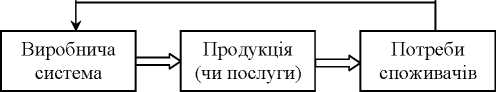 Виробнича
система
Продукція
(чи послуги)
Потреби
споживачів